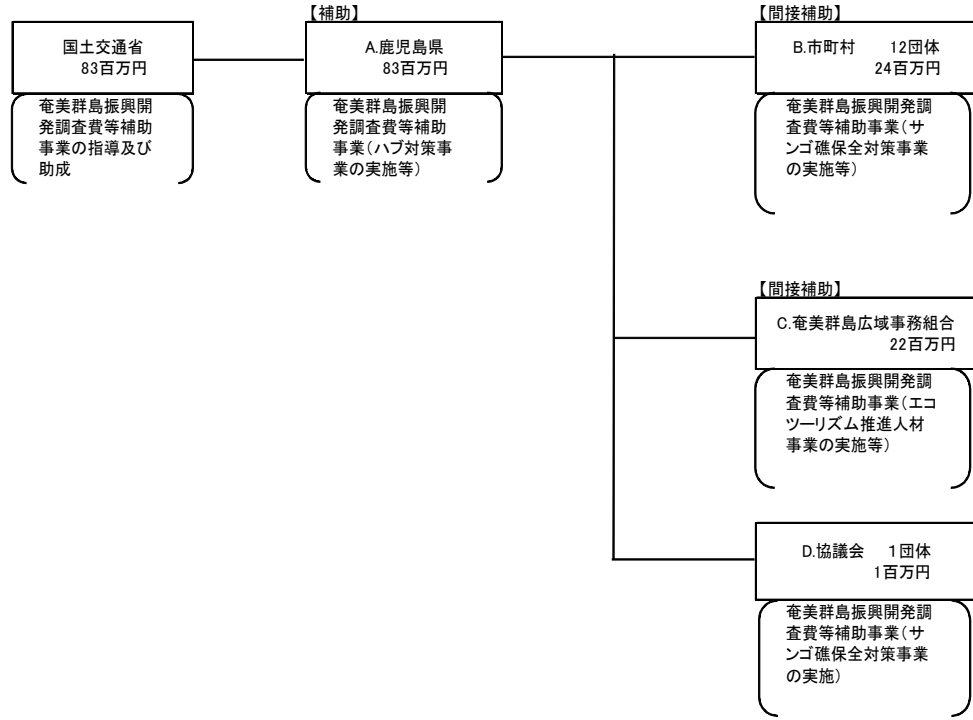 国土交通省
83百万円
奄美群島振興開
発調査費等補助
事業の指導及び
助成
【補助】
A.鹿児島県
83百万円
奄美群島振興開
発調査費等補助
事業(ハブ対策事
業の実施等)
【間接補助】
B.市町村 12団体
24百万円
奄美群島振興開発調
査費等補助事業(サ
ンゴ礁保全対策事業
の実施等)
【間接補助】
C.奄美群島広域事務組合
22百万円
奄美群島振興開発調
査費等補助事業(エコ
ツーリズム推進人材
事業の実施等)
D.協議会 1団体
1百万円
奄美群島振興開発調
査費等補助事業(サ
ンゴ礁保全対策事業
の実施)